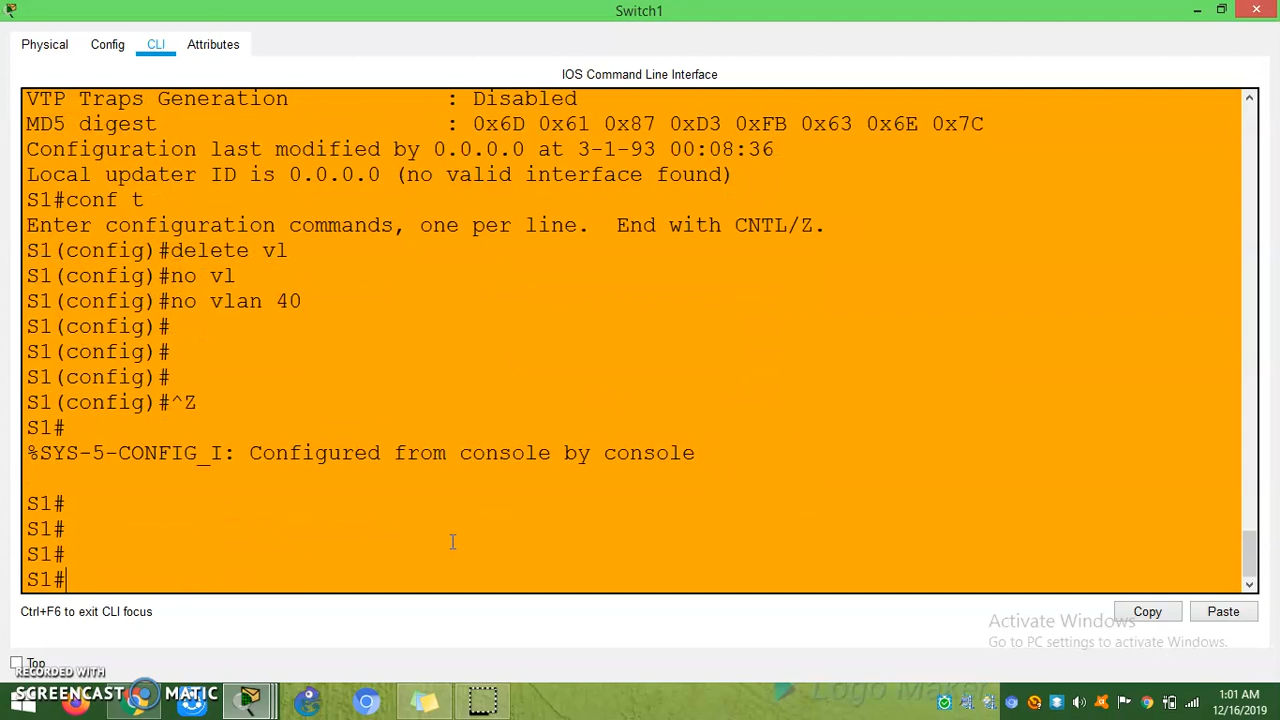 Switch1
Physical Config CLI Attributes
IOS Command Line Interface
VTP Traps Generation : Disabled
MD5 digest : 0x6D 0x61 0x87 0xD3 0xFB 0x63 0x6E 0x7C
Configuration last modified by 0.0.0.0 at 3-1-93 00:08:36
Local updater ID is 0.0.0.0 (no valid interface found)
S1#conf t
Enter configuration commands, one per line. End with CNTL/Z.
S1(config)#delete vl
S1(config)#no vl
S1(config)#no vlan 40
S1(config)#
S1(config)#
S1(config)#
S1(config)#^Z
S1#
%SYS-5-CONFIG_I: Configured from console by console
S1#
S1#
S1#
S1#
Ctrl+F6 to exit CLI focus
Copy Paste
Activate Windows
Go to PC settings to activate Windows.
Top
RECORDED WITH
SCREENCAST MATIC
Logo Maker
1:01 AM
12/16/2019